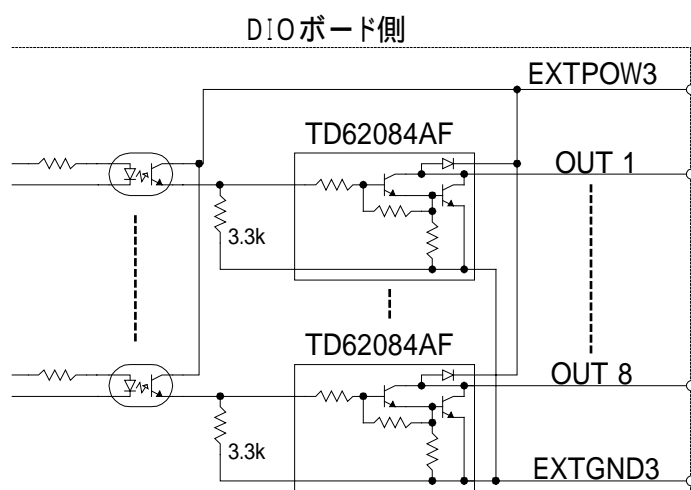 DIOボード側
EXTPOW3
TD62084AF
OUT 1
3.3k
TD62084AF
OUT 8
3.3k
EXTGND3